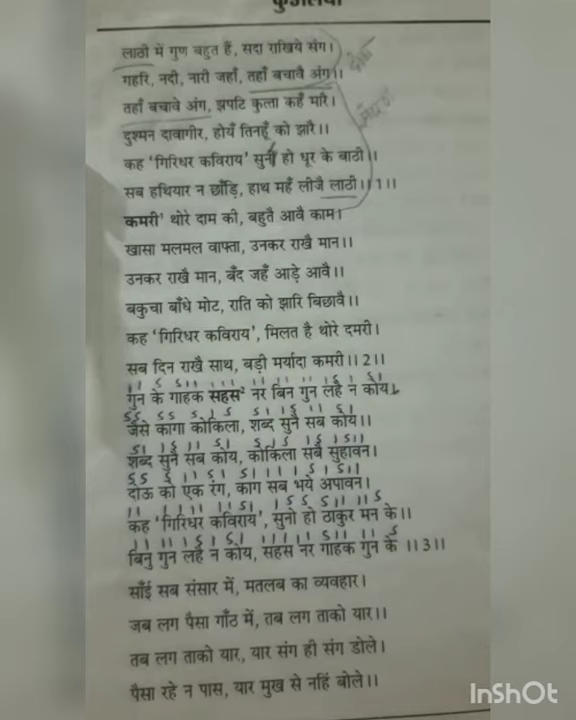 कुंडलियाँ
लाठी में गुण बहुत हैं, सदा राखिये संग।
गहरि, नदी, नारी जहाँ, तहाँ बचावै अंग।।
तहाँ बचावे अंग, झपटि कुत्ता कहँ मारै।
दुश्मन दावागीर, होयँ तिनहूँ को झारै।।
कह 'गिरिधर कविराय' सुनी हो धूर के बाठी।।
सब हथियार न छाँड़ि, हाथ महँ लीजै लाठी।।1।।
कमरी' थोरे दाम की, बहुतै आवै काम।
खासा मलमल वाफ्ता, उनकर राखै मान।।
उनकर राखै मान, बँद जहँ आड़े आवै।।
बकुचा बाँधे मोट, राति को झारि बिछावै।।
कह 'गिरिधर कविराय', मिलत है थोरे दमरी।
सब दिन राखै साथ, बड़ी मर्यादा कमरी।।2।।
गुन के गाहक सहस² नर बिन गुन लहै न कोय।
जैसे कागा कोकिला, शब्द सुनै सब कोय।।
शब्द सुनै सब कोय, कोकिला सबै सुहावन।
दोऊ को एक रंग, काग सब भये अपावन।
कह 'गिरिधर कविराय', सुनो हो ठाकुर मन के।।
बिनु गुन लहै न कोय, सहस नर गाहक गुन के ।।3।।
साँई सब संसार में, मतलब का व्यवहार।
जब लग पैसा गाँठ में, तब लग ताको यार।।
तब लग ताको यार, यार संग ही संग डोले।
पैसा रहे न पास, यार मुख से नहिं बोले।।
InShOt